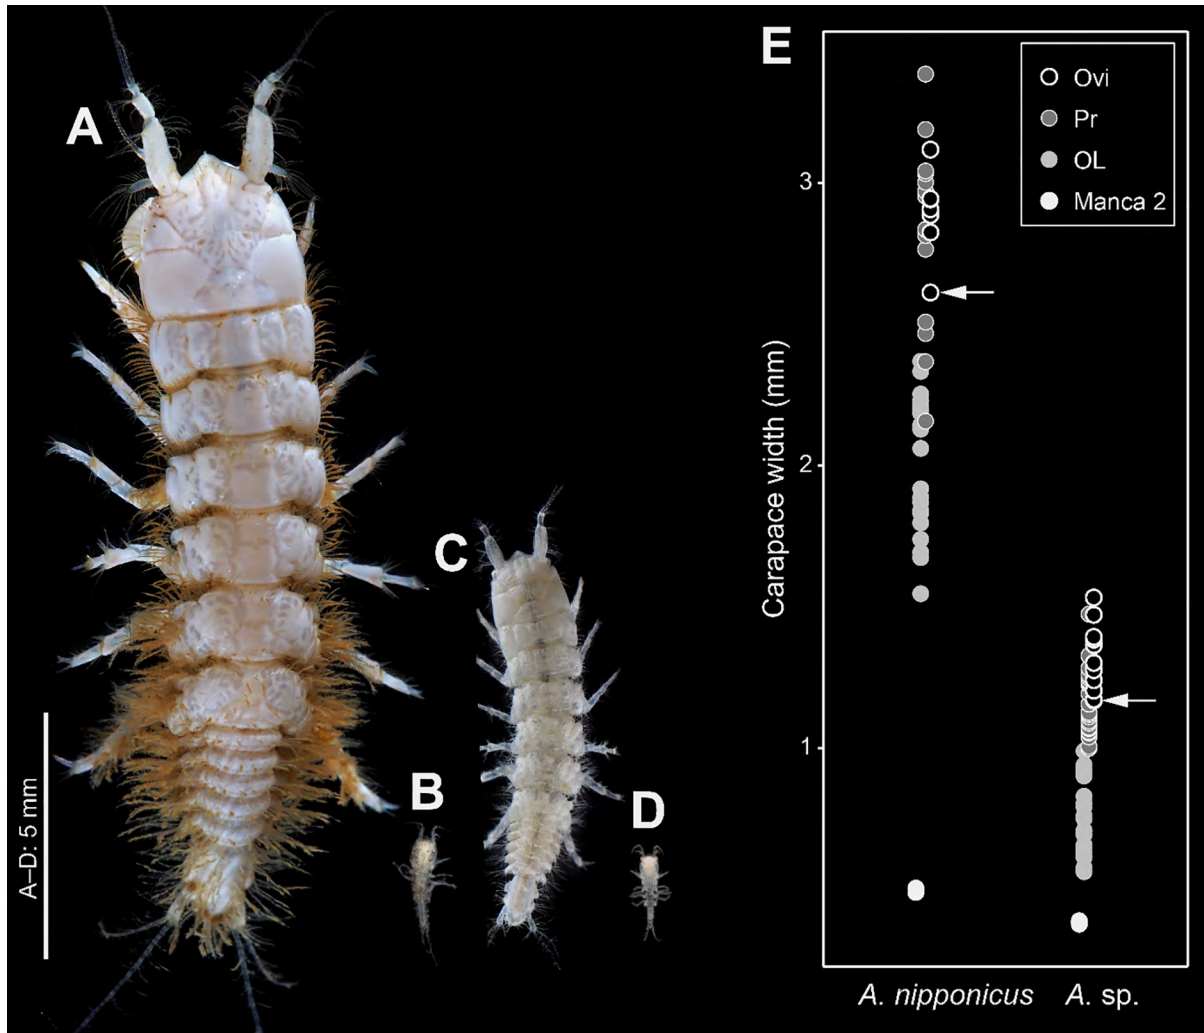 A
B
C
D
A–D: 5 mm
E
Ovi
Pr
OL
Manca 2
3
2
1
Carapace width (mm)
A. nipponicus
A. sp.